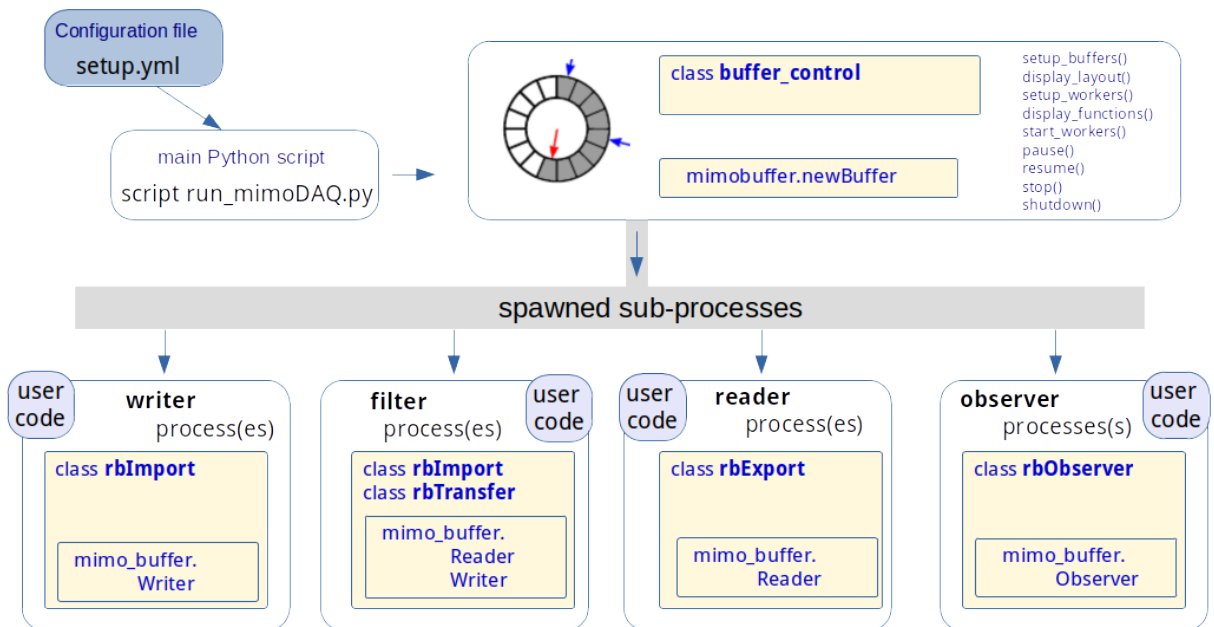 Configuration file
setup.yml
main Python script
script run_mimoDAQ.py
class buffer_control
mimobuffer.newBuffer
setup_buffers()
display_layout()
setup_workers()
display_functions()
start_workers()
pause()
resume()
stop()
shutdown()
spawned sub-processes
user
code
writer
process(es)
class rbImport
mimo_buffer.
Writer
filter
process(es)
user
code
class rbImport
class rbTransfer
mimo_buffer.
Reader
Writer
user
code
reader
process(es)
class rbExport
mimo_buffer.
Reader
observer
processes(s)
user
code
class rbObserver
mimo_buffer.
Observer